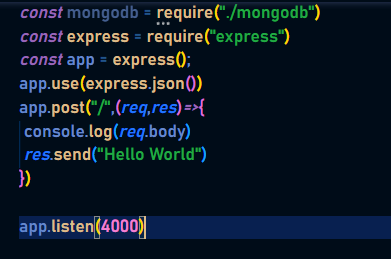 const mongodb = require("./mongodb")
const express = require("express")
const app = express();
app.use(express.json())
app.post("/",(req,res)=>{
console.log(req.body)
res.send("Hello World")
})
app.listen(4000)